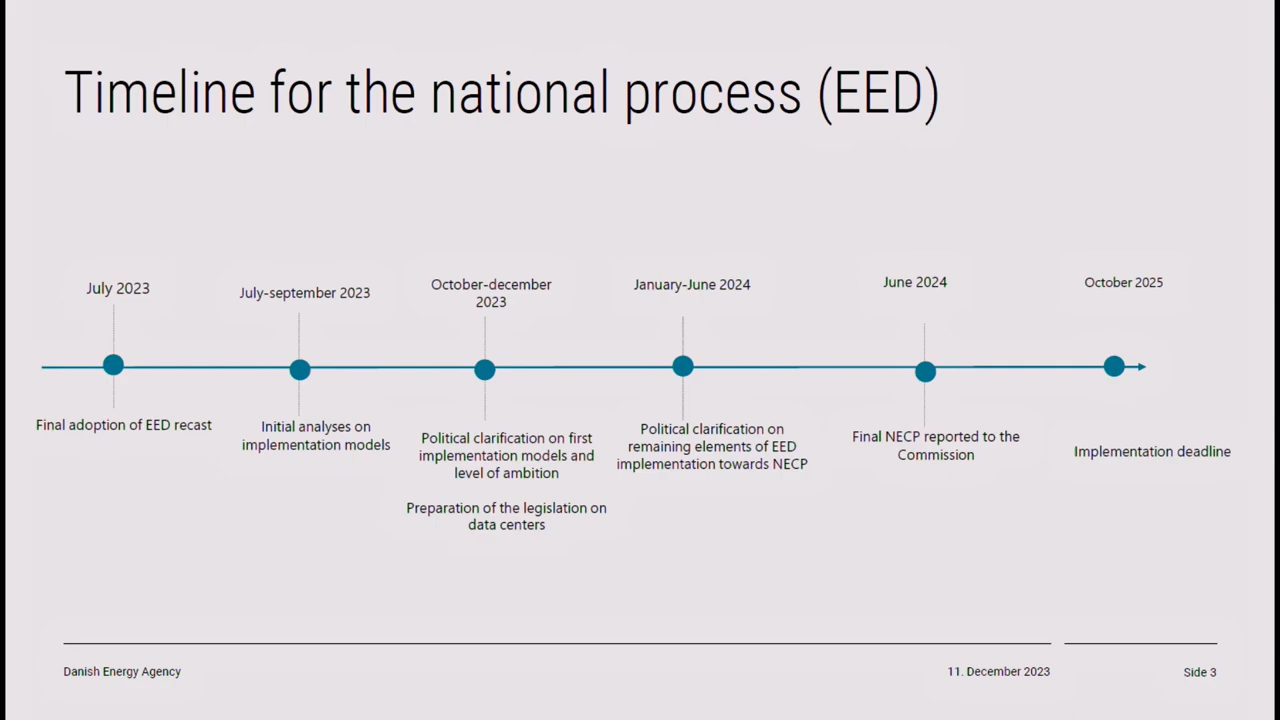 Timeline for the national process (EED)
July 2023
July-september 2023
October-december
2023
January-June 2024
June 2024
October 2025
Final adoption of EED recast
Initial analyses on
implementation models
Political clarification on first
implementation models and
level of ambition
Preparation of the legislation on
data centers
Political clarification on
remaining elements of EED
implementation towards NECP
Final NECP reported to the
Commission
Implementation deadline
Danish Energy Agency
11. December 2023
Side 3